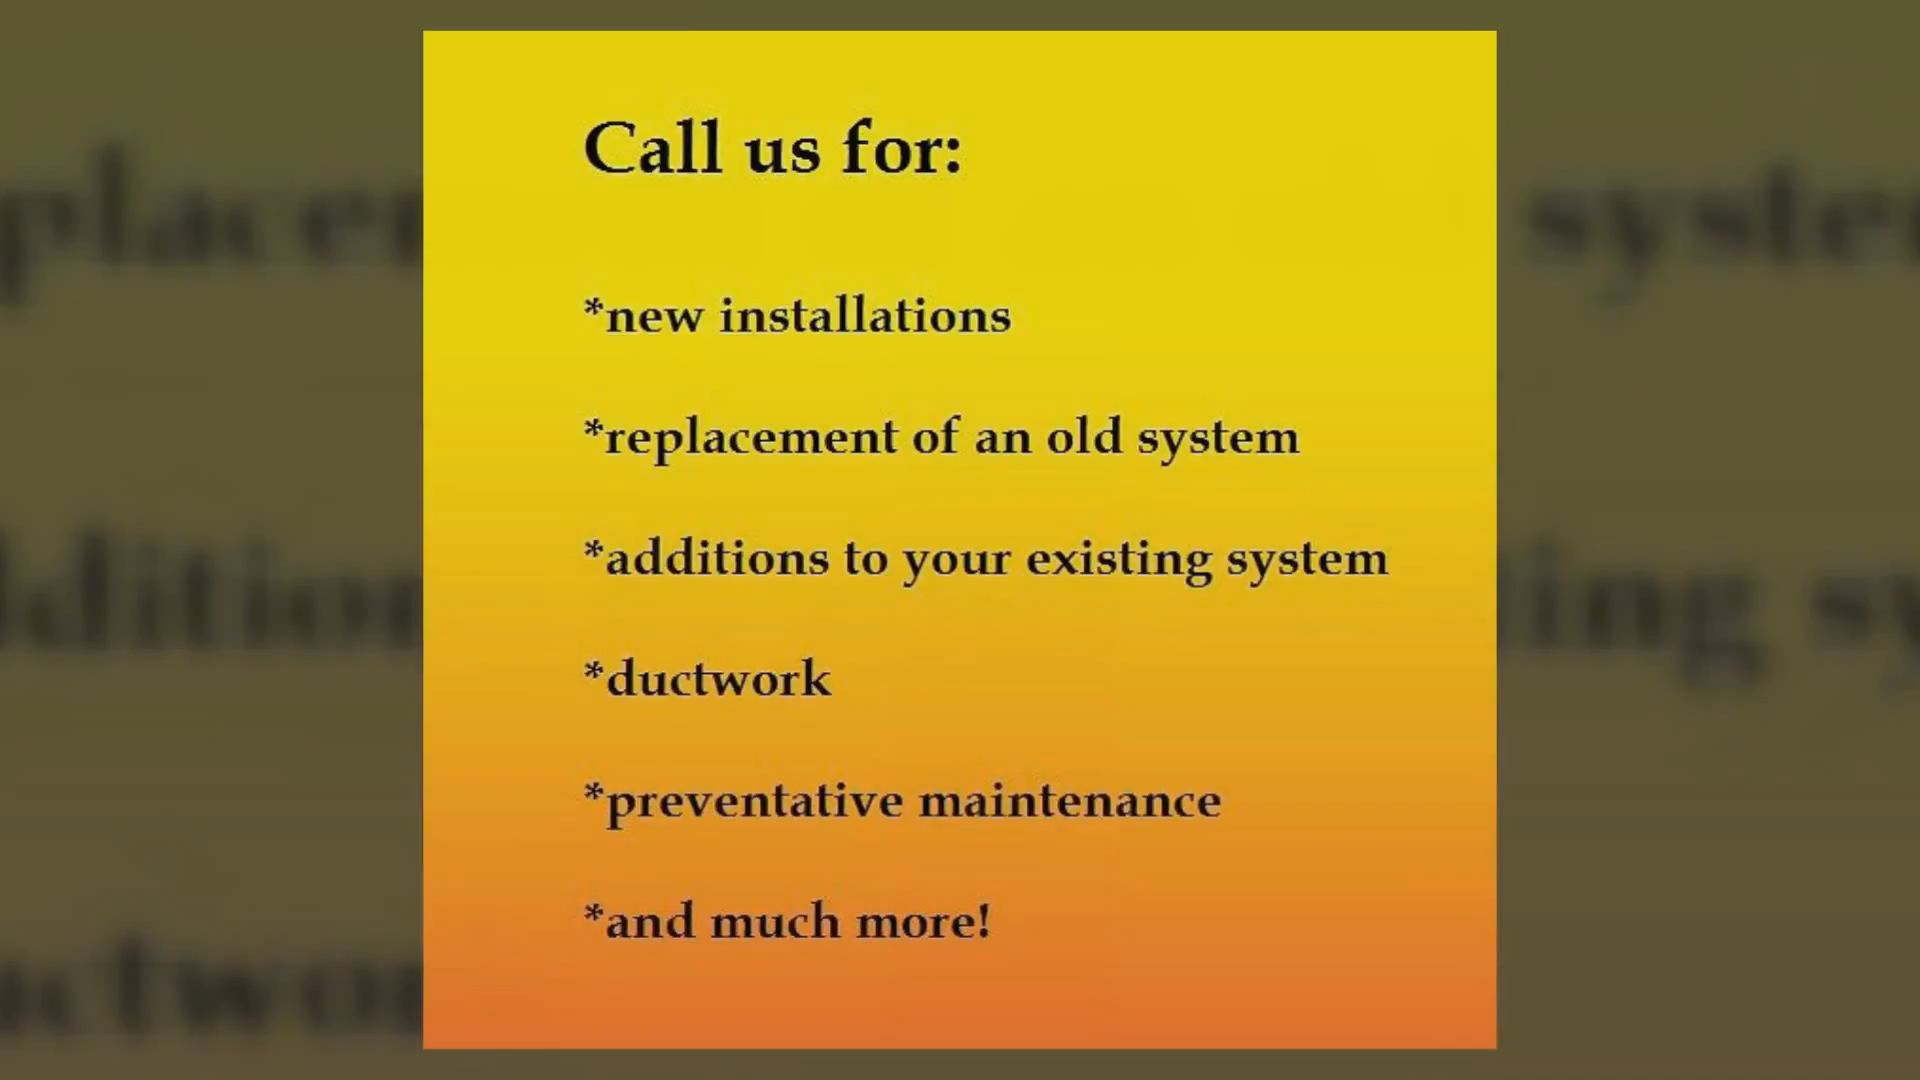 Call us for:
*new installations
*replacement of an old system
*additions to your existing system
*ductwork
*preventative maintenance
*and much more!